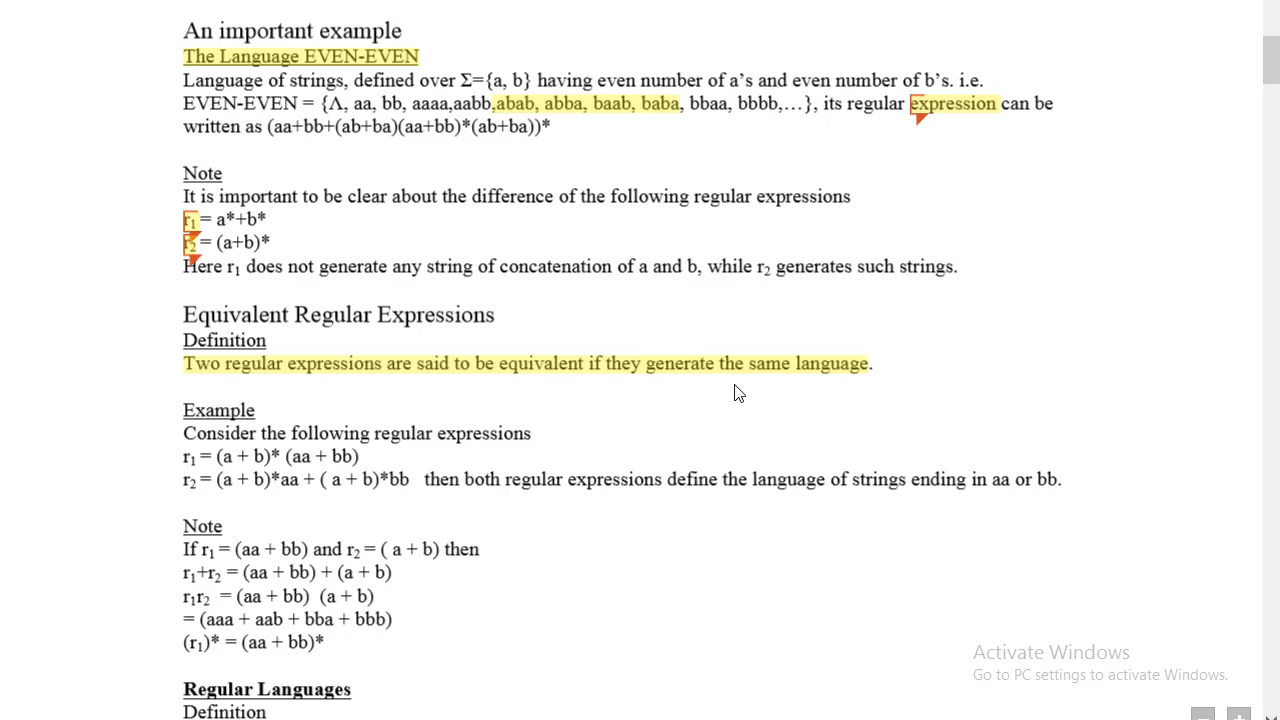 An important example
The Language EVEN-EVEN
Language of strings, defined over Σ={a, b} having even number of a’s and even number of b’s. i.e.
EVEN-EVEN = {Λ, aa, bb, aaaa,aabb,abab, abba, baab, baba, bbaa, bbbb,…}, its regular expression can be
written as (aa+bb+(ab+ba)(aa+bb)*(ab+ba))*
Note
It is important to be clear about the difference of the following regular expressions
r₁ = a*+b*
r₂ = (a+b)*
Here r₁ does not generate any string of concatenation of a and b, while r₂ generates such strings.
Equivalent Regular Expressions
Definition
Two regular expressions are said to be equivalent if they generate the same language.
Example
Consider the following regular expressions
r₁ = (a + b)* (aa + bb)
r₂ = (a + b)*aa + ( a + b)*bb then both regular expressions define the language of strings ending in aa or bb.
Note
If r₁ = (aa + bb) and r₂ = ( a + b) then
r₁+r₂ = (aa + bb) + (a + b)
r₁r₂ = (aa + bb) (a + b)
= (aaa + aab + bba + bbb)
(r₁)* = (aa + bb)*
Regular Languages
Definition
Activate Windows
Go to PC settings to activate Windows.